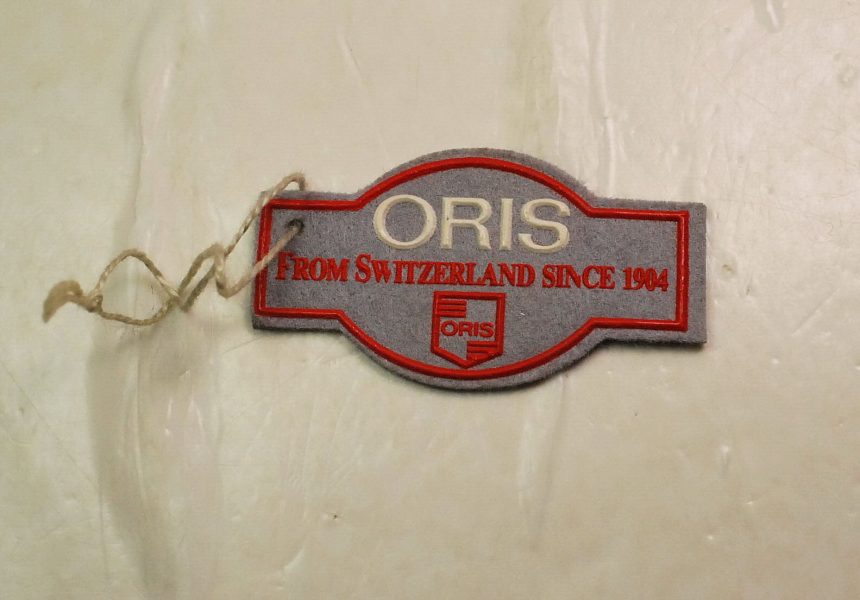 ORIS
FROM SWITZERLAND SINCE 1904
ORIS